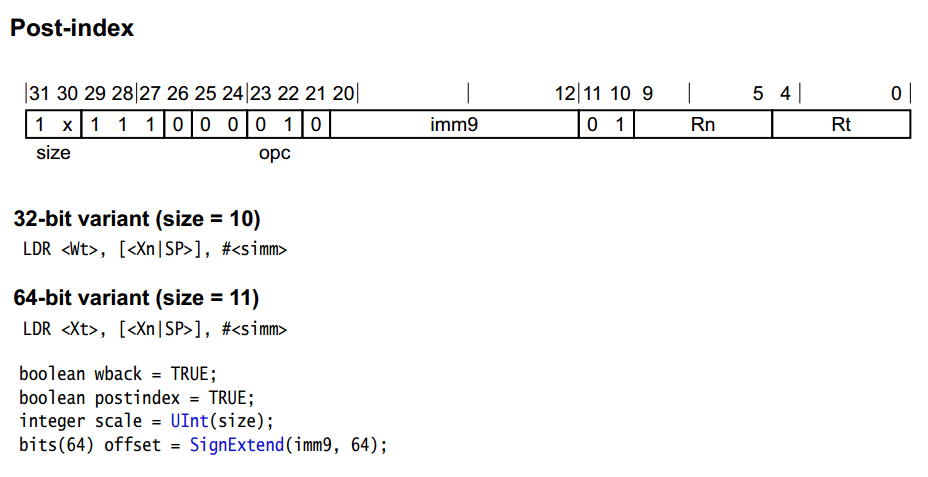 Post-index
31 30 29 28 27 26 25 24 23 22 21 20 12 11 10 9 5 4 0
1 x 1 1 1 0 0 0 0 1 0 imm9 0 1 Rn Rt
size opc
32-bit variant (size = 10)
LDR <Wt>, [<Xn|SP>], #<simm>
64-bit variant (size = 11)
LDR <Xt>, [<Xn|SP>], #<simm>
boolean wback = TRUE;
boolean postindex = TRUE;
integer scale = UInt(size);
bits(64) offset = SignExtend(imm9, 64);